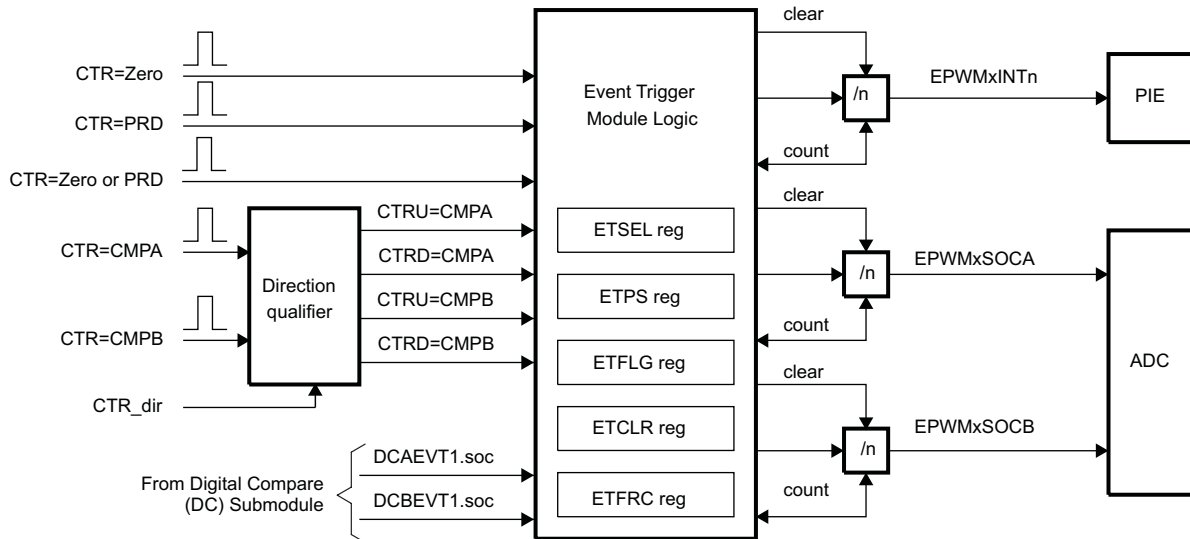 CTR=Zero
CTR=PRD
CTR=Zero or PRD
CTR=CMPA
CTR=CMPB
CTR_dir
Direction
qualifier
CTRU=CMPA
CTRD=CMPA
CTRU=CMPB
CTRD=CMPB
From Digital Compare
(DC) Submodule
DCAEVT1.soc
DCBEVT1.soc
Event Trigger
Module Logic
ETSEL reg
ETPS reg
ETFLG reg
ETCLR reg
ETFRC reg
clear
/n
count
EPWMxINTn
PIE
clear
/n
count
EPWMxSOCA
clear
/n
count
EPWMxSOCB
ADC